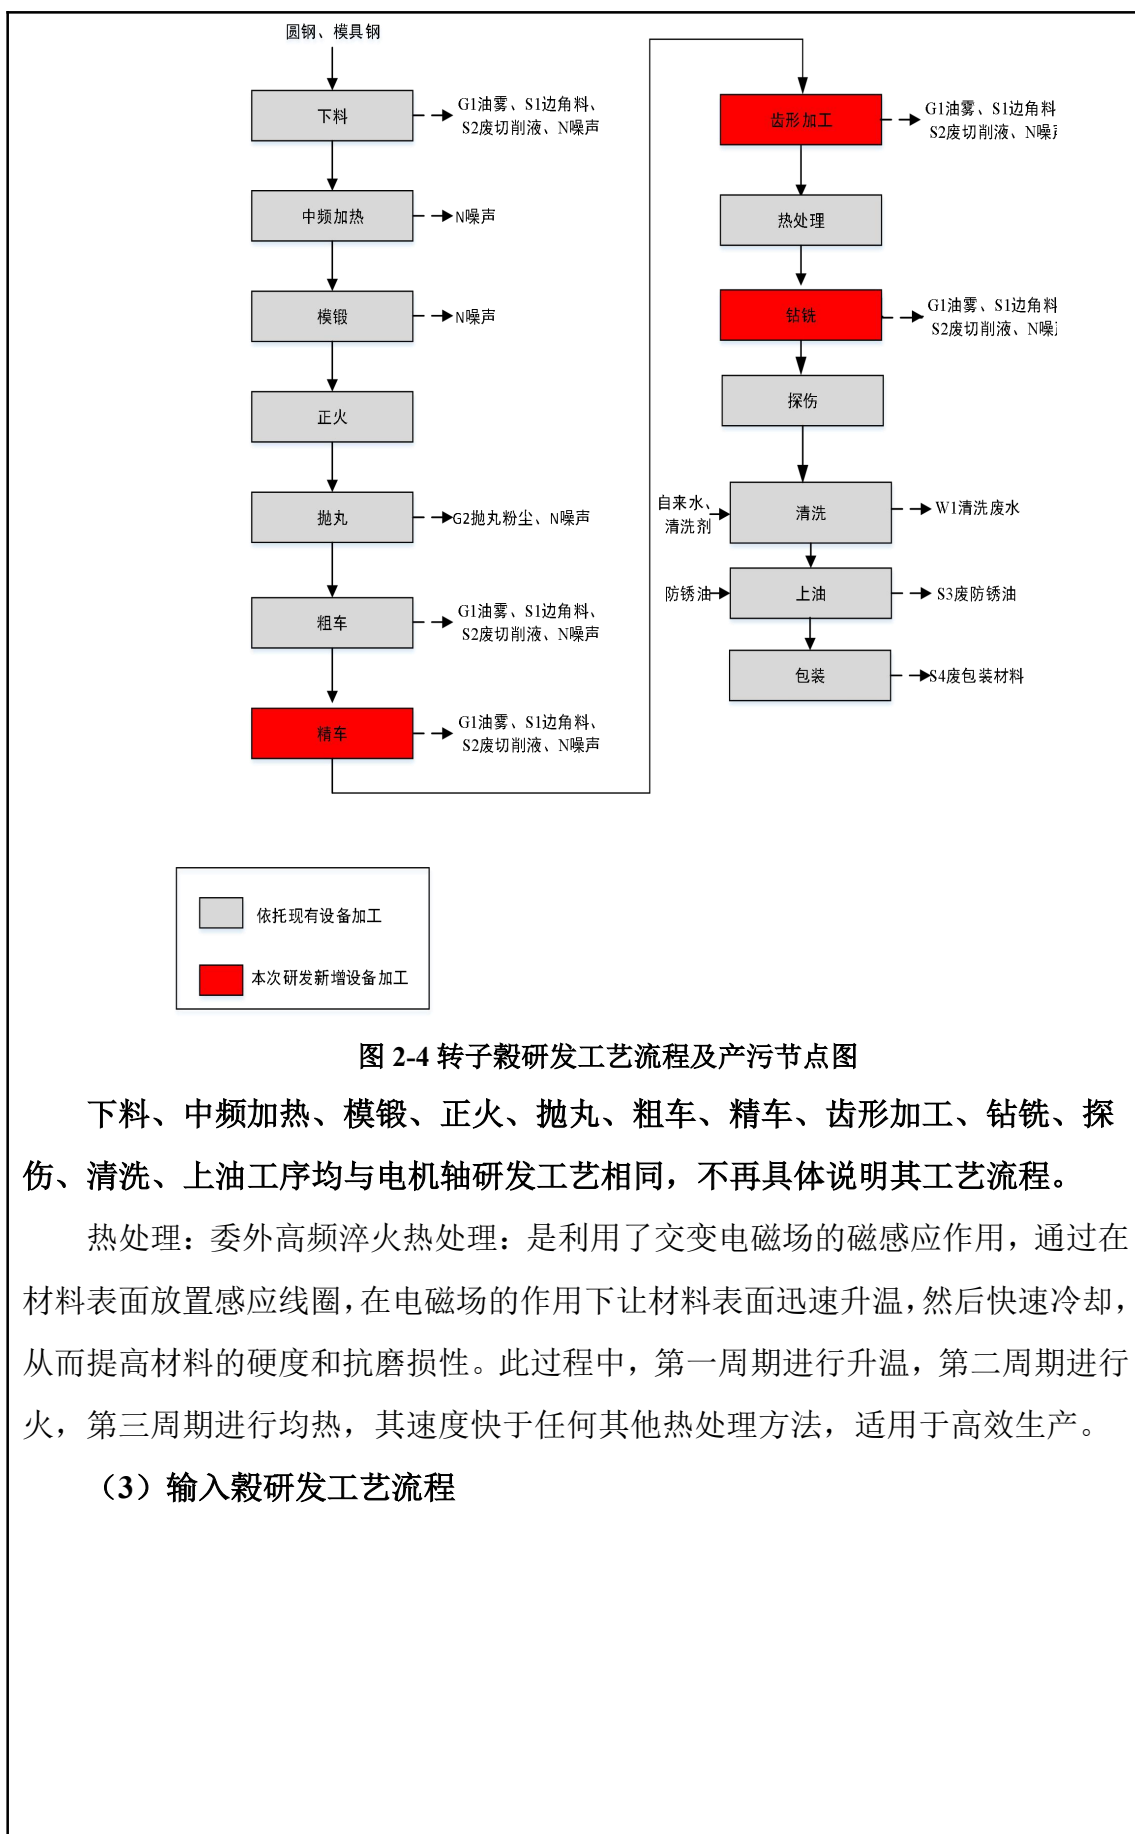 圆钢、模具钢
下料
G1油雾、S1边角料、
S2废切削液、N噪声
中频加热
N噪声
模锻
N噪声
正火
抛丸
G2抛丸粉尘、N噪声
粗车
G1油雾、S1边角料、
S2废切削液、N噪声
精车
G1油雾、S1边角料、
S2废切削液、N噪声
齿形加工
G1油雾、S1边角料
S2废切削液、N噪
热处理
钻铣
G1油雾、S1边角料
S2废切削液、N噪
探伤
自来水、
清洗剂
清洗
W1清洗废水
防锈油
上油
S3废防锈油
包装
S4废包装材料
依托现有设备加工
本次研发新增设备加工
图 2-4 转子毂研发工艺流程及产污节点图
下料、中频加热、模锻、正火、抛丸、粗车、精车、齿形加工、钻铣、探
伤、清洗、上油工序均与电机轴研发工艺相同，不再具体说明其工艺流程。
热处理：委外高频淬火热处理：是利用了交变电磁场的磁感应作用，通过在
材料表面放置感应线圈，在电磁场的作用下让材料表面迅速升温，然后快速冷却，
从而提高材料的硬度和抗磨损性。此过程中，第一周期进行升温，第二周期进行
火，第三周期进行均热，其速度快于任何其他热处理方法，适用于高效生产。
（3）输入毂研发工艺流程